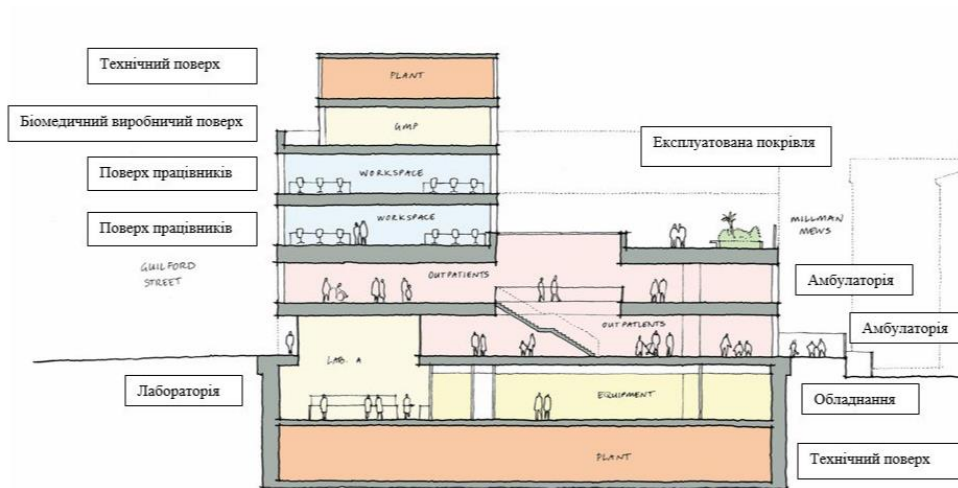 Технічний поверх
PLANT
Біомедичний виробничий поверх
GMP
Експлуатована покрівля
Поверх працівників
WORKSPACE
Поверх працівників
WORKSPACE
MILLMAN
MEWS
GUILFORD
STREET
OUTPATIENTS
Амбулаторія
OUTPATIENTS
Амбулаторія
LAB. A
Лабораторія
EQUIPMENT
Обладнання
PLANT
Технічний поверх